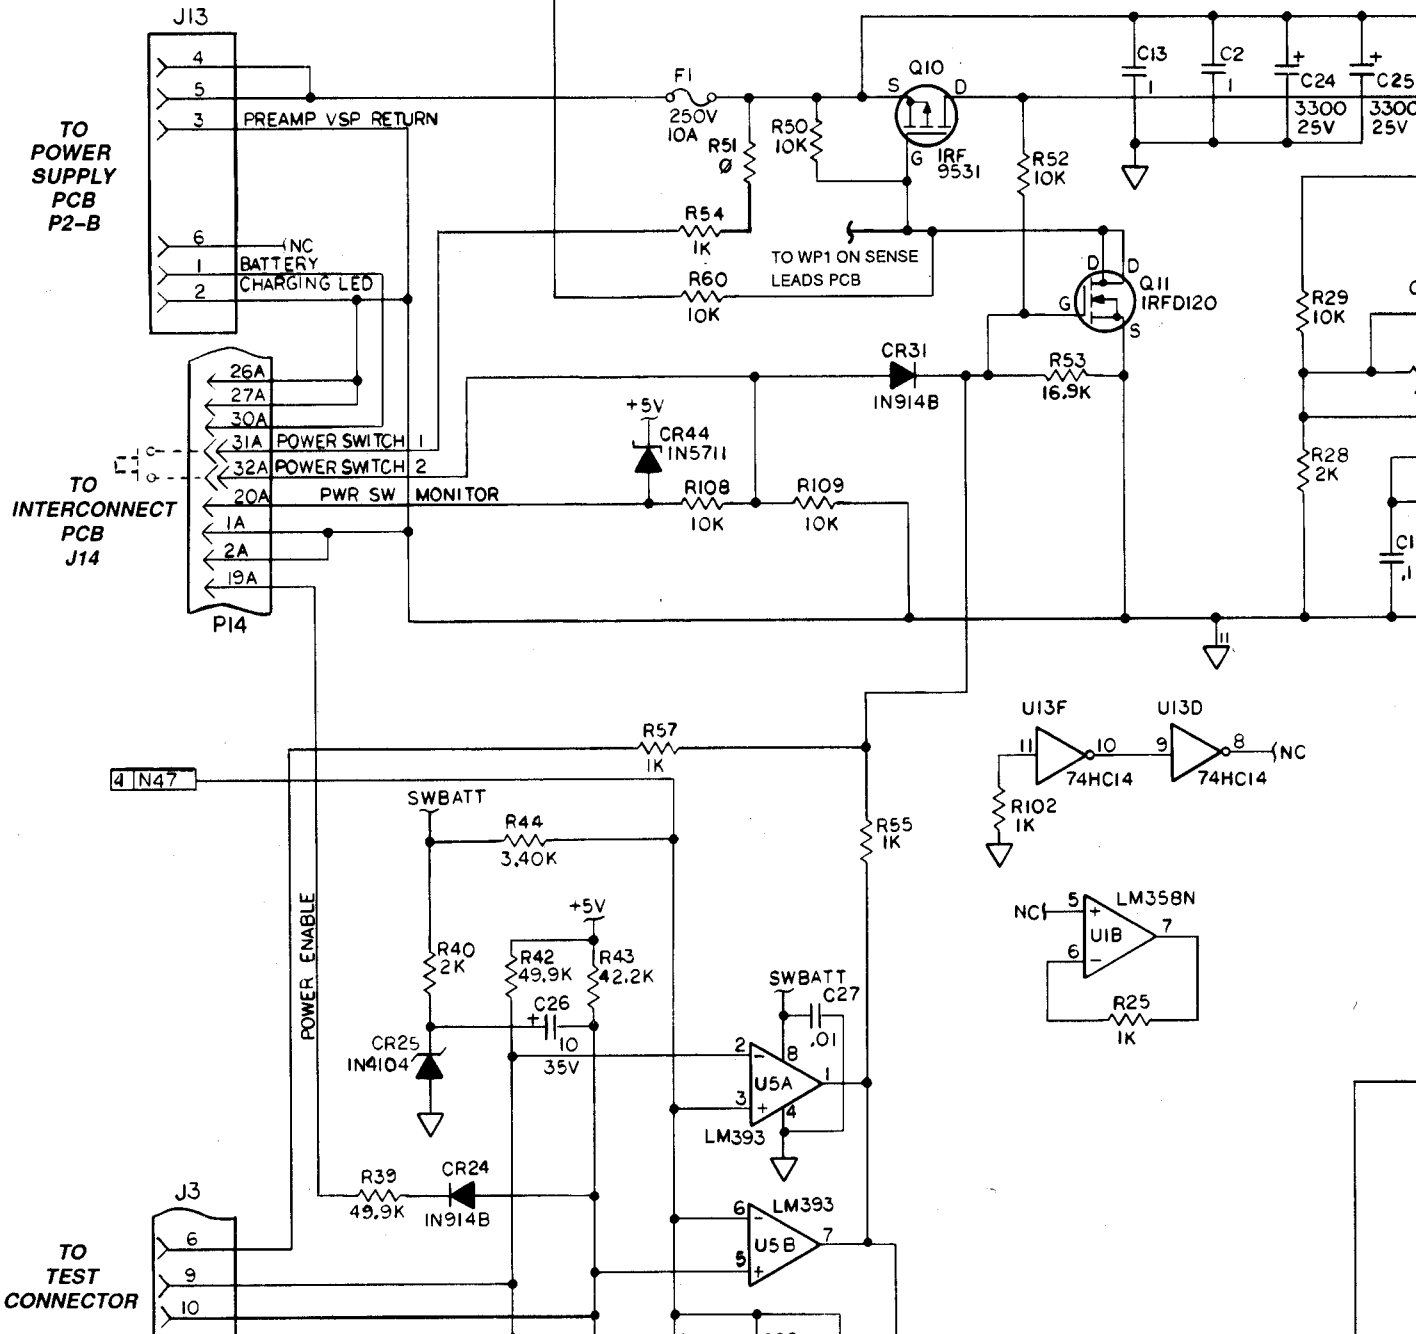 J13
4
5
3
PREAMP VSP RETURN
6
NC
1
BATTERY
2
CHARGING LED
TO
POWER
SUPPLY
PCB
P2-B
F1
250V
10A
R51
Ø
R50
10K
Q10
S
D
G
IRF
9531
R52
10K
C13
1
C2
1
+
C24
3300
25V
+
C25
3300
25V
R54
1K
R60
10K
TO WP1 ON SENSE
LEADS PCB
D
D
Q11
IRFD120
G
S
R29
10K
R28
2K
C1
.1
26A
27A
30A
31A
POWER SWITCH 1
32A
POWER SWITCH 2
20A
PWR SW MONITOR
1A
2A
19A
P14
TO
INTERCONNECT
PCB
J14
+5V
CR44
1N5711
R108
10K
R109
10K
CR31
1N914B
R53
16.9K
11
R57
1K
4 N47
SWBATT
R44
3.40K
R55
1K
U13F
11
10
74HC14
U13D
9
8
NC
74HC14
R102
1K
POWER ENABLE
R40
2K
+5V
R42
49.9K
R43
42.2K
+
C26
10
35V
CR25
1N4104
SWBATT
C27
.01
2
-
8
U5A
1
3
+
4
LM393
NC
5
+
LM358N
U1B
7
6
-
R25
1K
R39
49.9K
CR24
1N914B
LM393
6
-
U5B
7
5
+
J3
6
9
10
TO
TEST
CONNECTOR